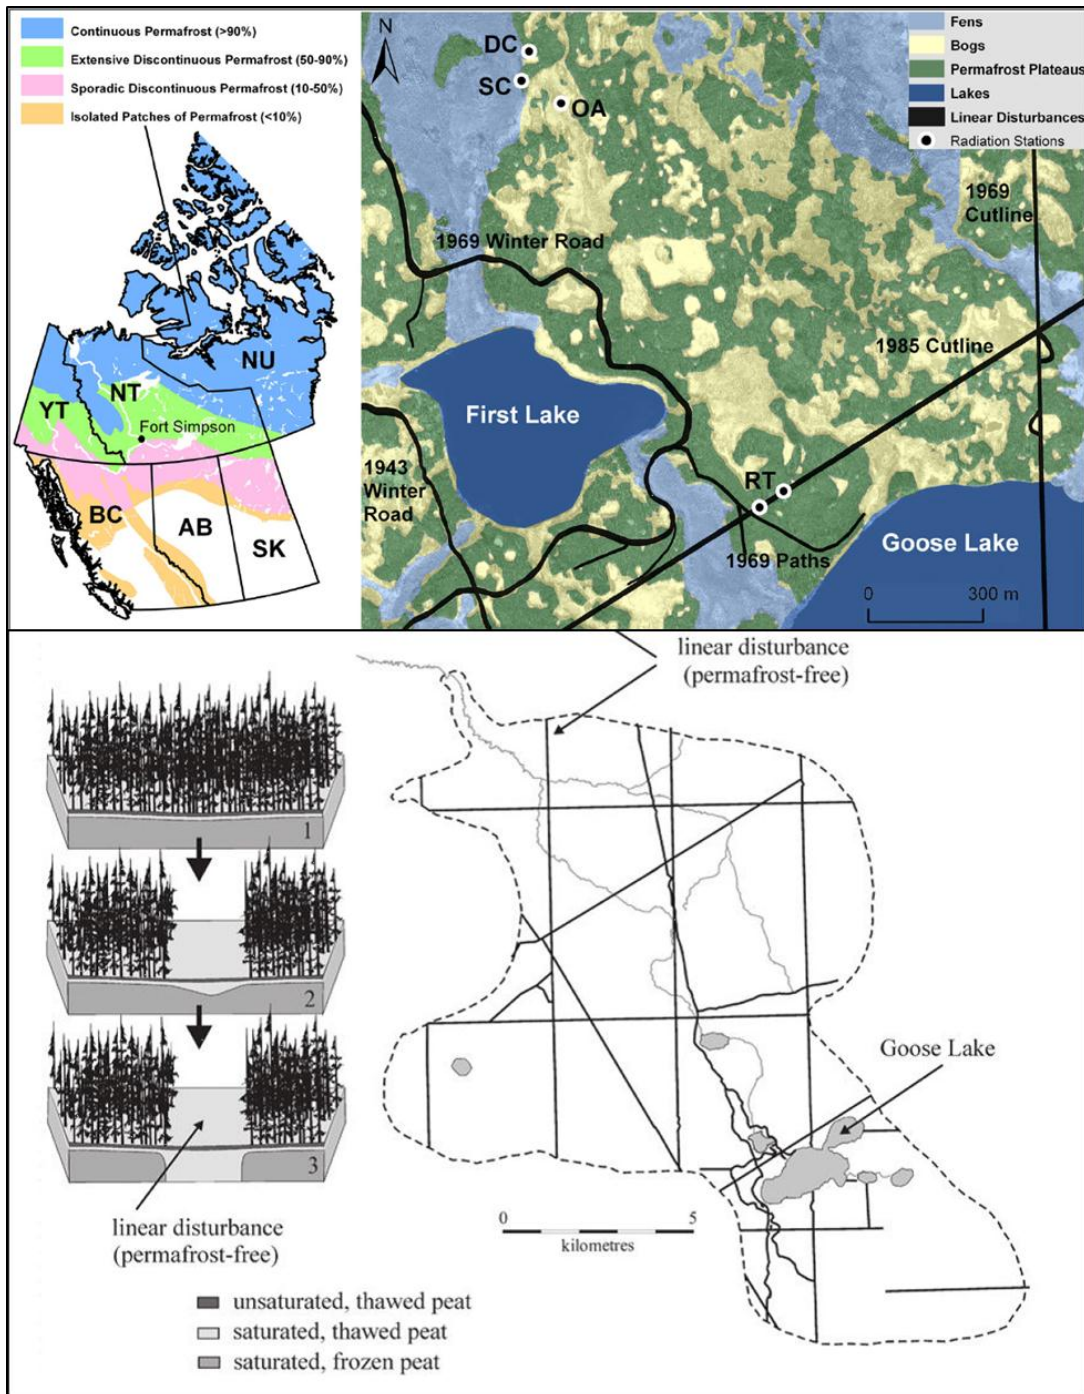 Continuous Permafrost (>90%)
Extensive Discontinuous Permafrost (50-90%)
Sporadic Discontinuous Permafrost (10-50%)
Isolated Patches of Permafrost (<10%)
NU
NT
YT
Fort Simpson
BC
AB
SK
N
DC
SC
OA
Fens
Bogs
Permafrost Plateaus
Lakes
Linear Disturbances
Radiation Stations
1969
Cutline
1969 Winter Road
1985 Cutline
First Lake
1943
Winter
Road
RT
Goose Lake
1969 Paths
0 300 m
linear disturbance
(permafrost-free)
1
2
3
Goose Lake
linear disturbance
(permafrost-free)
0 5
kilometres
unsaturated, thawed peat
saturated, thawed peat
saturated, frozen peat